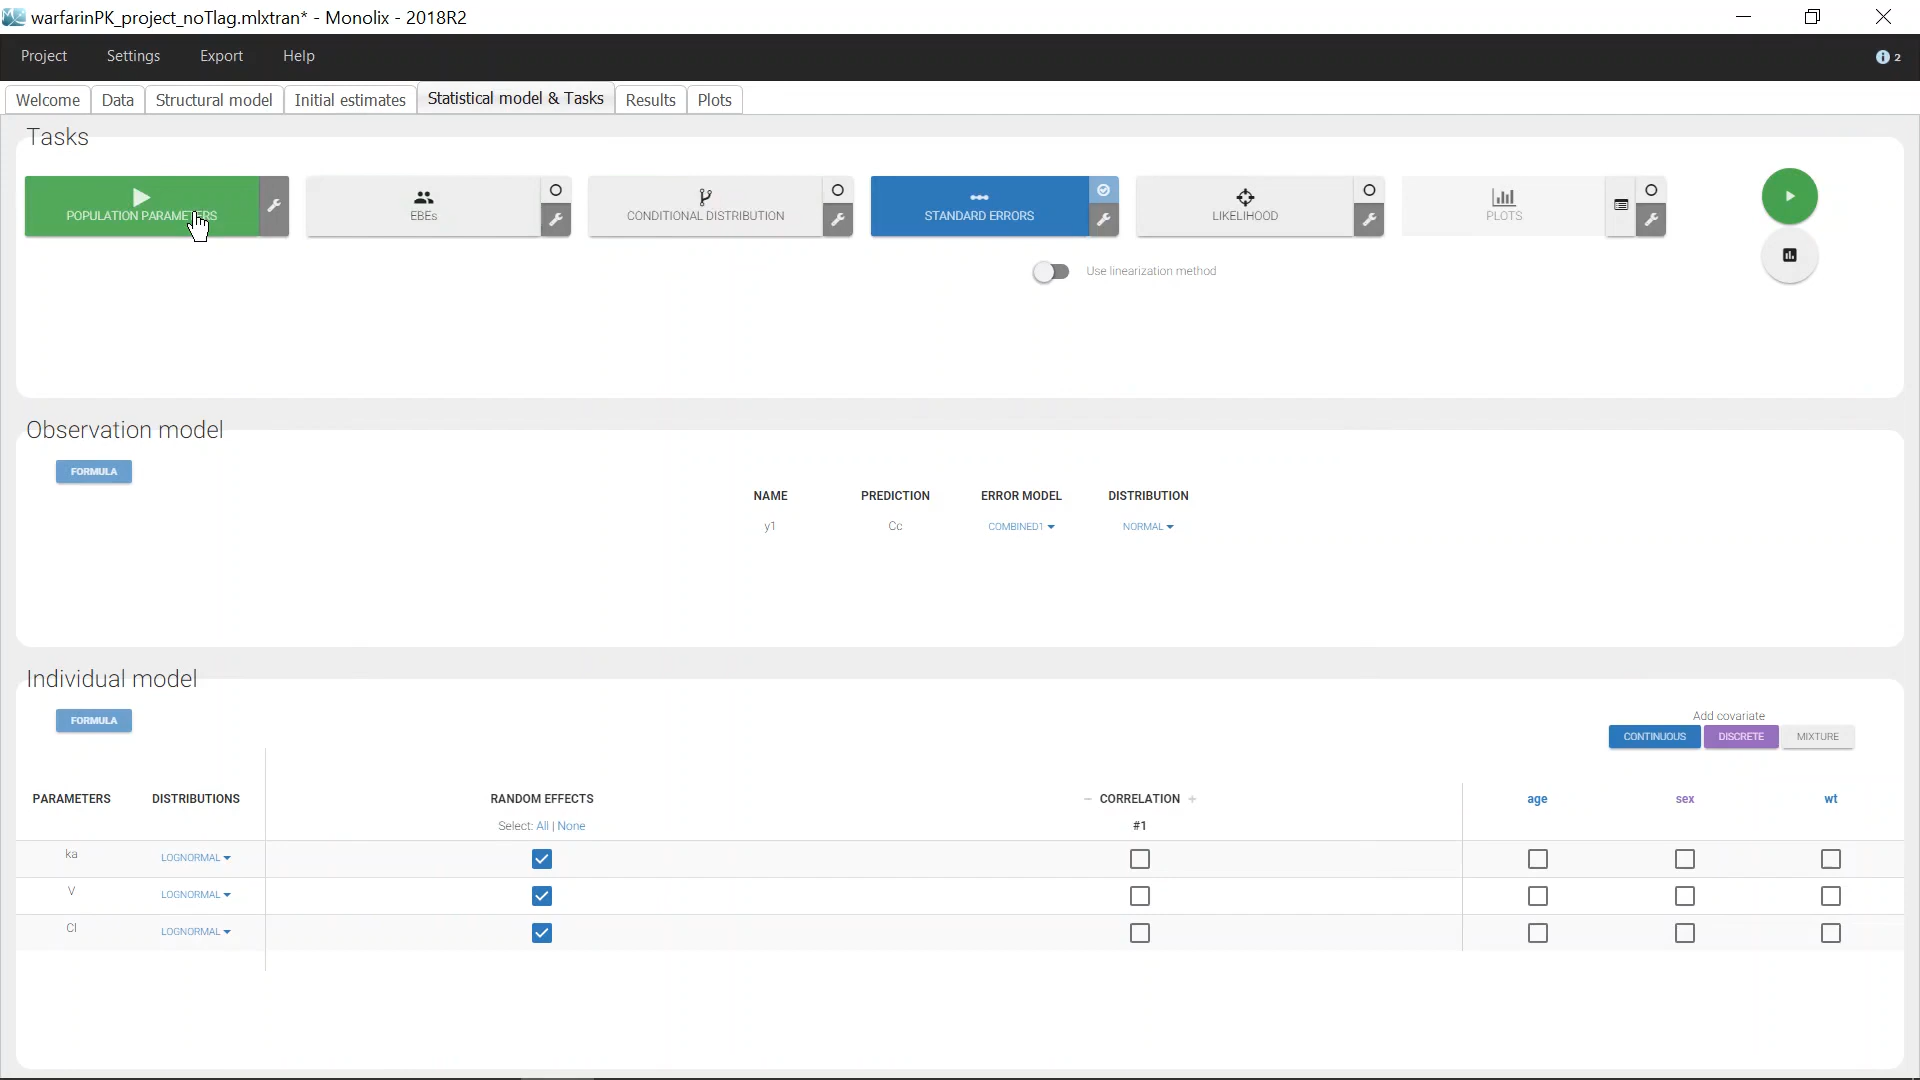 warfarinPK_project_noTlag.mlxtran* - Monolix - 2018R2
Project Settings Export Help 2
Welcome Data Structural model Initial estimates Statistical model & Tasks Results Plots
Tasks
POPULATION PARAMETERS EBEs CONDITIONAL DISTRIBUTION STANDARD ERRORS LIKELIHOOD PLOTS
Use linearization method
Observation model
FORMULA
NAME PREDICTION ERROR MODEL DISTRIBUTION
y1 Cc COMBINED1 NORMAL
Individual model
FORMULA
Add covariate
CONTINUOUS DISCRETE MIXTURE
PARAMETERS DISTRIBUTIONS RANDOM EFFECTS − CORRELATION + age sex wt
Select: All | None #1
ka LOGNORMAL
V LOGNORMAL
Cl LOGNORMAL